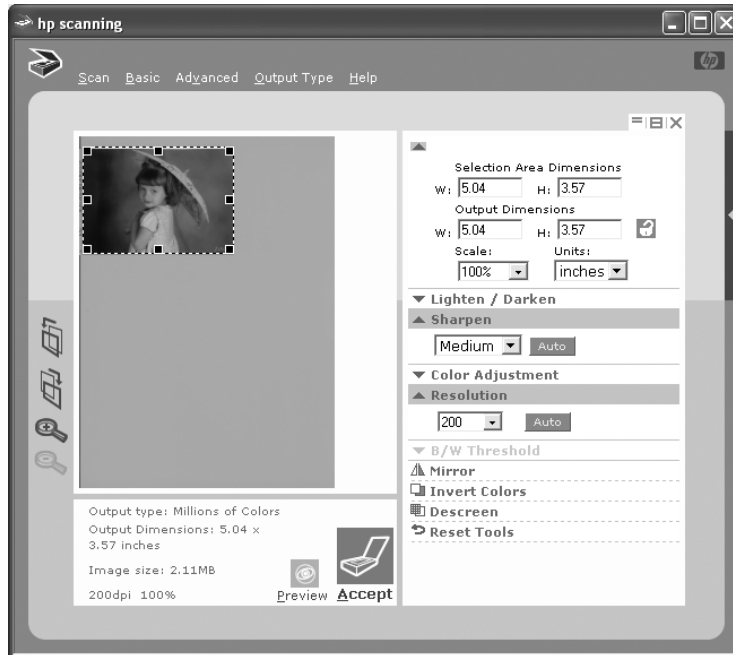 hp scanning
hp
Scan Basic Advanced Output Type Help
Selection Area Dimensions
W: 5.04 H: 3.57
Output Dimensions
W: 5.04 H: 3.57
Scale: Units:
100% inches
Lighten / Darken
Sharpen
Medium Auto
Color Adjustment
Resolution
200 Auto
B/W Threshold
Mirror
Invert Colors
Descreen
Reset Tools
Output type: Millions of Colors
Output Dimensions: 5.04 x
3.57 inches
Image size: 2.11MB
200dpi 100%
Preview Accept